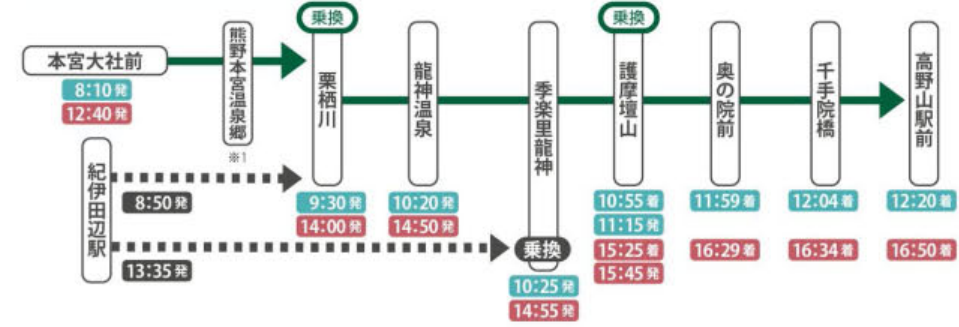 乗換
乗換
本宮大社前
8:10発
12:40発
熊野本宮温泉郷
※1
栗栖川
9:30発
14:00発
龍神温泉
10:20発
14:50発
季楽里龍神
乗換
10:25発
14:55発
護摩壇山
10:55着
11:15発
15:25着
15:45発
奥の院前
11:59着
16:29着
千手院橋
12:04着
16:34着
高野山駅前
12:20着
16:50着
紀伊田辺駅
8:50発
13:35発